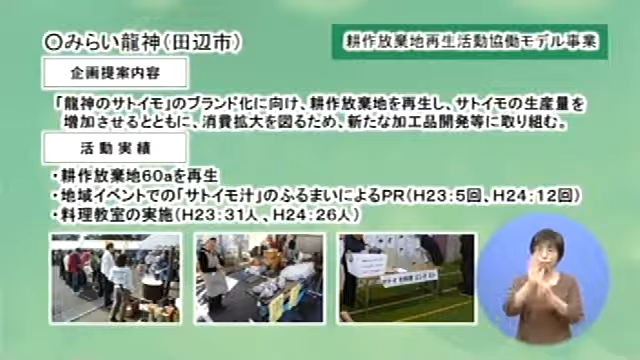 〇みらい龍神(田辺市)
耕作放棄地再生活動協働モデル事業
企画提案内容
「龍神のサトイモ」のブランド化に向け、耕作放棄地を再生し、サトイモの生産量を
増加させるとともに、消費拡大を図るため、新たな加工品開発等に取り組む。
活動実績
・耕作放棄地60aを再生
・地域イベントでの「サトイモ汁」のふるまいによるPR(H23:5回、H24:12回)
・料理教室の実施(H23:31人、H24:26人)